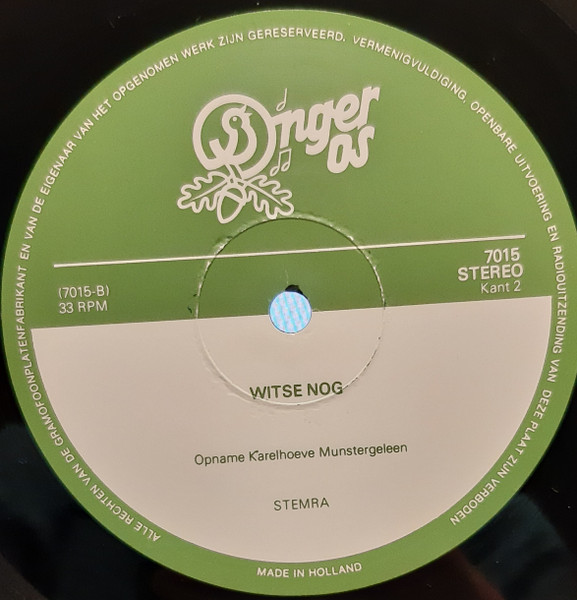 ALLE RECHTEN VAN DE GRAMOFOONPLATENFABRIKANT EN VAN DE EIGENAAR VAN HET OPGENOMEN WERK ZIJN GERESERVEERD. VERMENIGVULDIGING, OPENBARE UITVOERING EN RADIOUITZENDING VAN DEZE PLAAT ZIJN VERBODEN
Onger
OS
(7015-B)
33 RPM
7015
STEREO
Kant 2
WITSE NOG
Opname Karelhoeve Munstergeleen
STEMRA
MADE IN HOLLAND